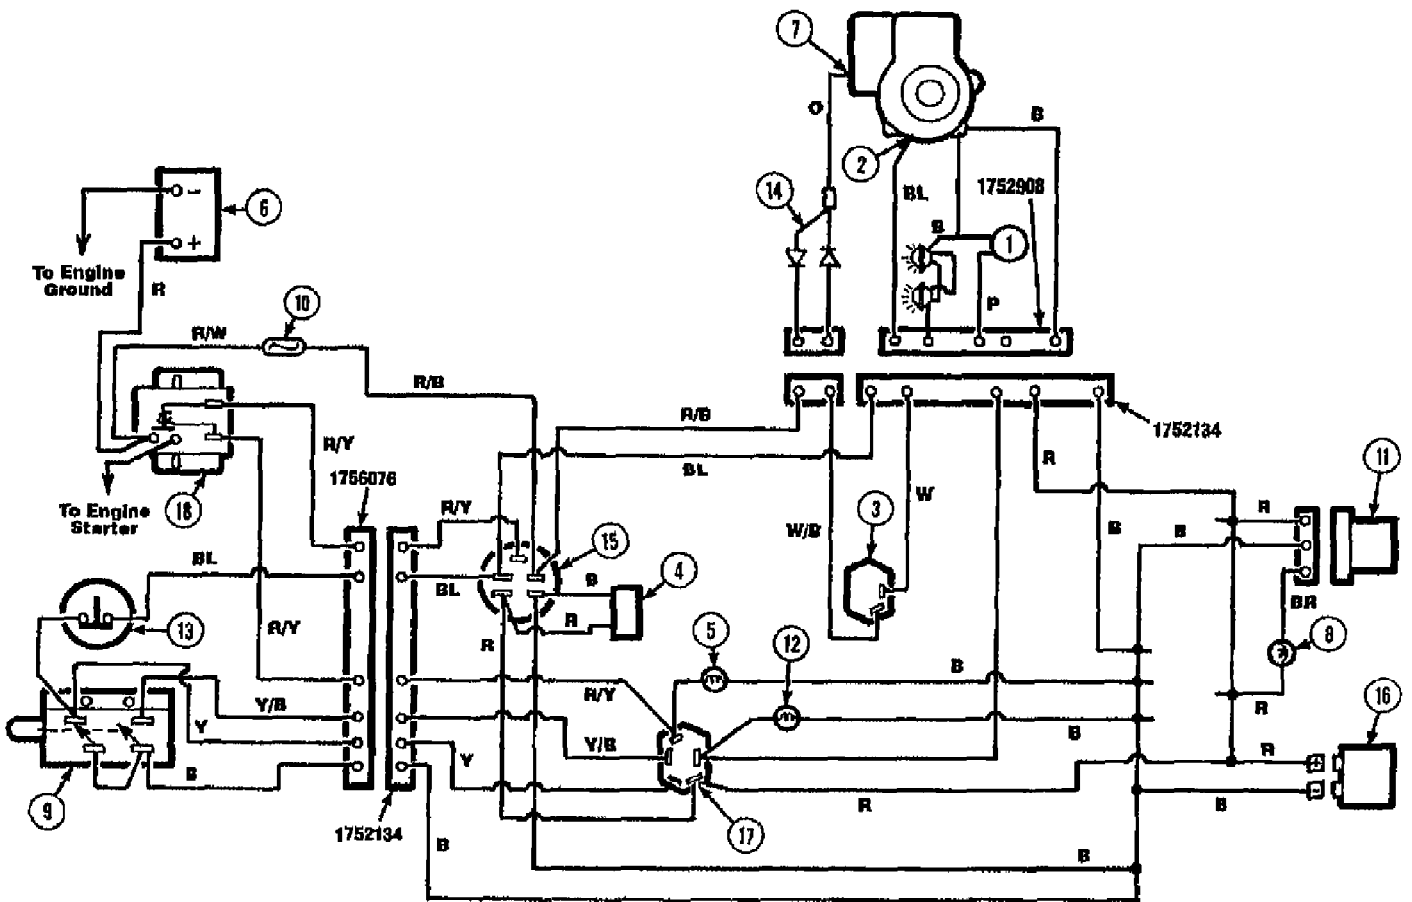 7
O
B
2
14
1752908
BL
6
-
+
B
1
To Engine
Ground
R
10
P
R/W
R/B
R/B
1752134
R/Y
BL
R
11
1756076
W
3
R
To Engine
Starter
18
R/Y
W/B
B
B
15
BL
B
4
BL
BR
R
13
R/Y
R
5
12
8
B
R/Y
R
16
Y/B
Y
Y/B
B
R
Y
B
R
B
9
17
1752134
B
B